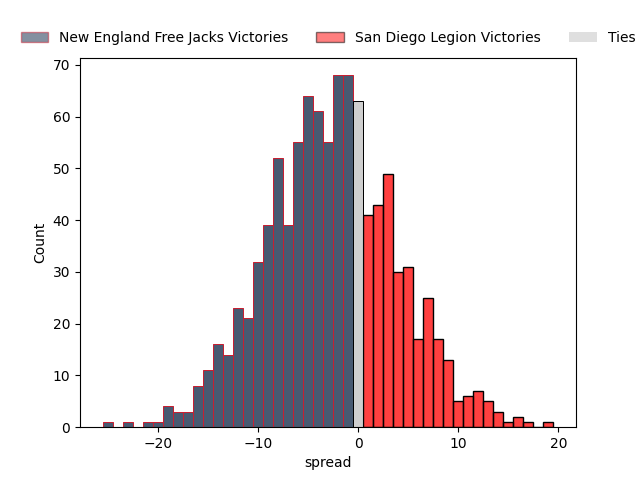 New England Free Jacks Victories San Diego Legion Victories Ties
70
60
50
40
30
20
10
0
Count
−20 −10 0 10 20
spread